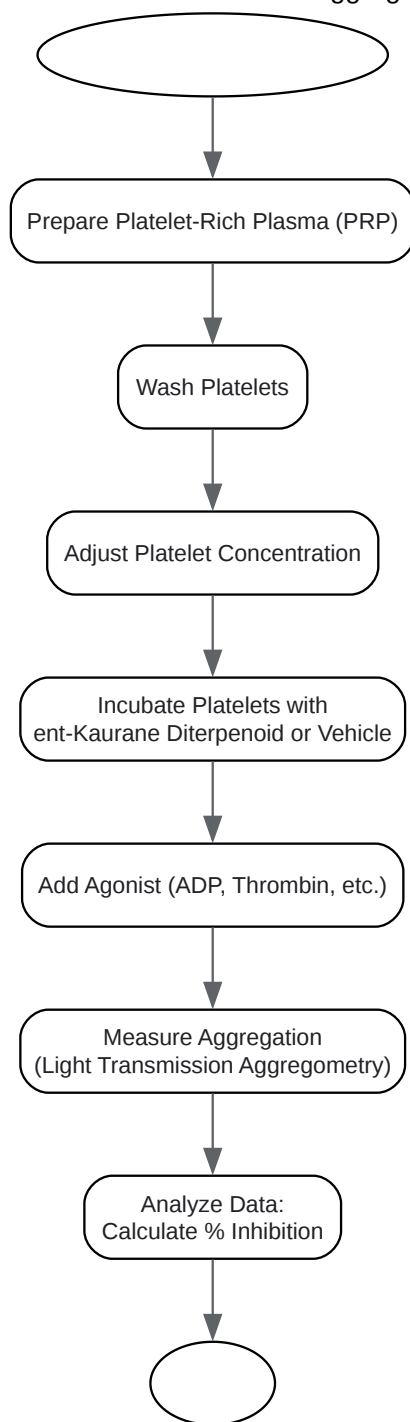 Prepare Platelet-Rich Plasma (PRP)
Wash Platelets
Adjust Platelet Concentration
Incubate Platelets with
ent-Kaurane Diterpenoid or Vehicle
Add Agonist (ADP, Thrombin, etc.)
Measure Aggregation
(Light Transmission Aggregometry)
Analyze Data:
Calculate % Inhibition